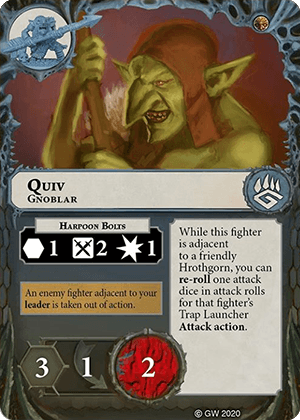 Quiv
Gnoblar
Harpoon Bolts
1 2 1
An enemy fighter adjacent to your
leader is taken out of action.
While this fighter
is adjacent
to a friendly
Hrothgorn, you can
re-roll one attack
dice in attack rolls
for that fighter's
Trap Launcher
Attack action.
3 1 2
© GW 2020